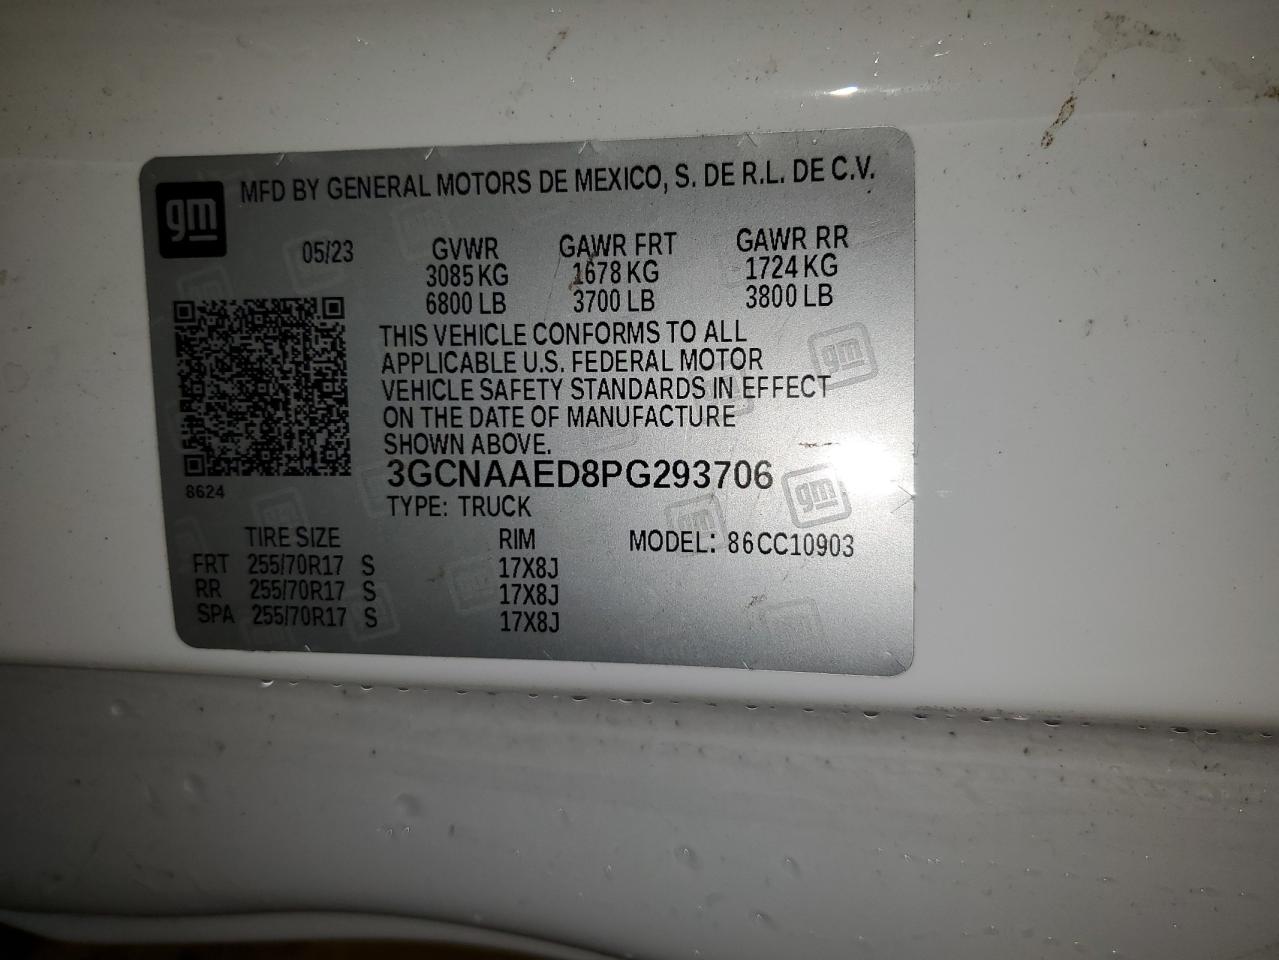 gm MFD BY GENERAL MOTORS DE MEXICO, S. DE R.L. DE C.V.
05/23 GVWR GAWR FRT GAWR RR
3085 KG 1678 KG 1724 KG
6800 LB 3700 LB 3800 LB
THIS VEHICLE CONFORMS TO ALL
APPLICABLE U.S. FEDERAL MOTOR
VEHICLE SAFETY STANDARDS IN EFFECT
ON THE DATE OF MANUFACTURE
SHOWN ABOVE.
3GCNAAED8PG293706
8624
TYPE: TRUCK
TIRE SIZE RIM MODEL: 86CC10903
FRT 255/70R17 S 17X8J
RR 255/70R17 S 17X8J
SPA 255/70R17 S 17X8J